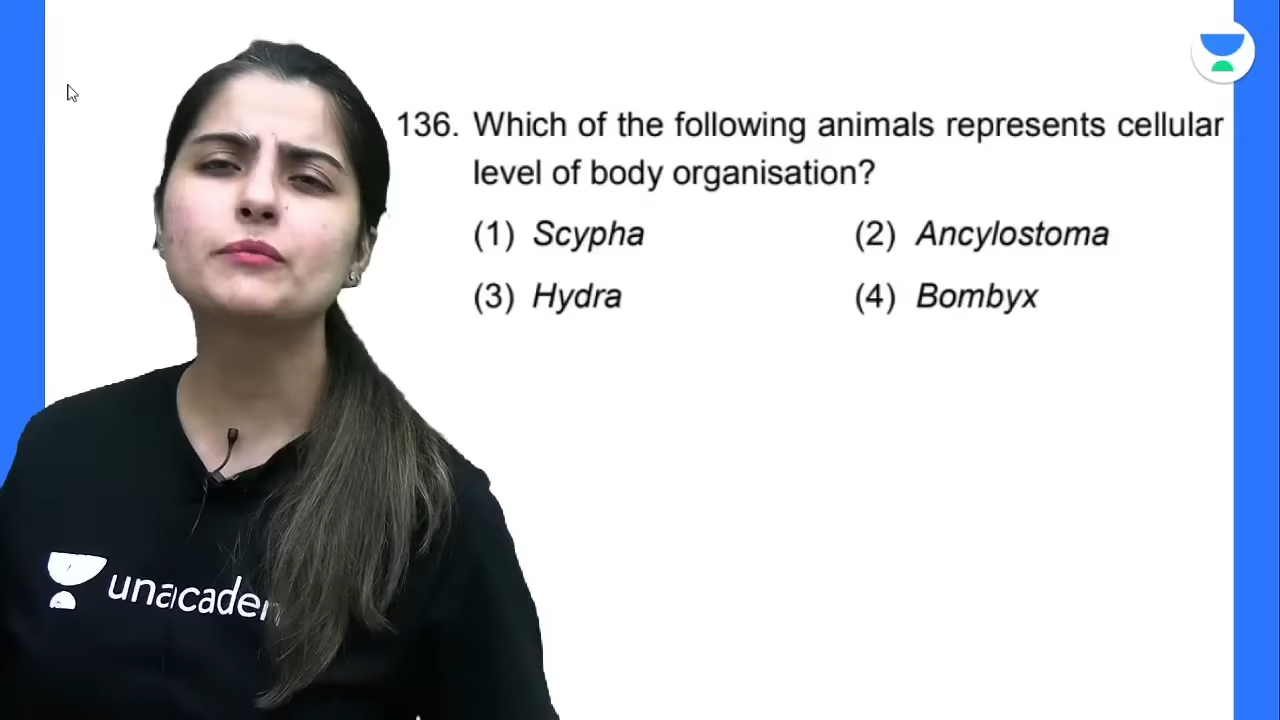 136. Which of the following animals represents cellular
level of body organisation?
(1) Scypha (2) Ancylostoma
(3) Hydra (4) Bombyx
unacadem